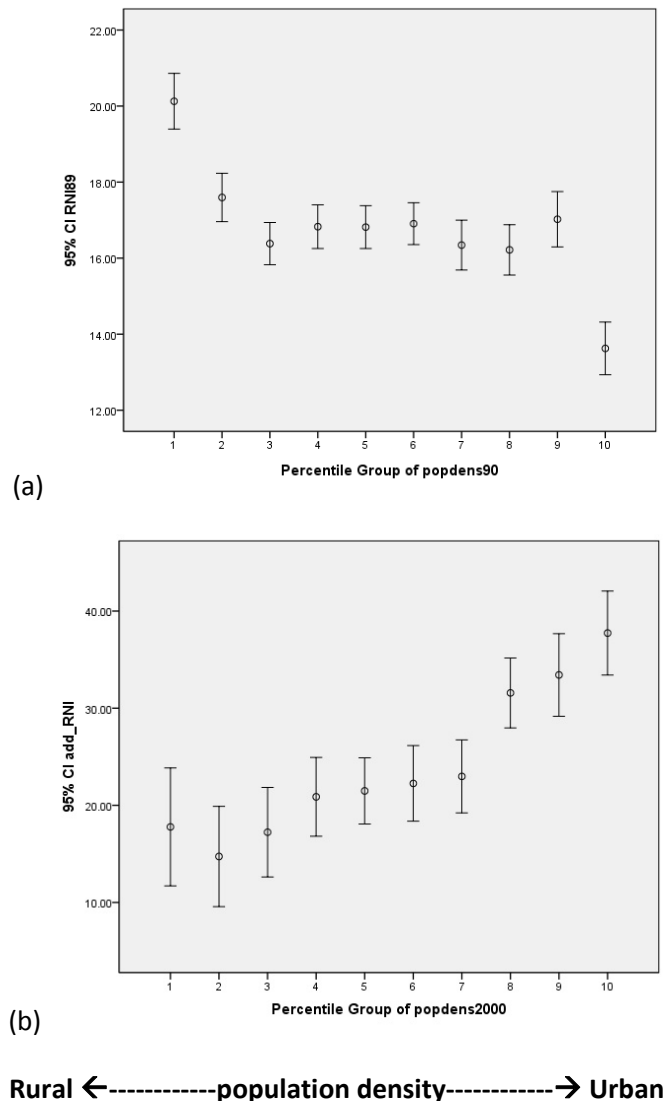 22.00
20.00
18.00
16.00
14.00
12.00
95% CI RNI89
1 2 3 4 5 6 7 8 9 10
Percentile Group of popdens90
(a)
40.00
30.00
20.00
10.00
95% CI add_RNI
1 2 3 4 5 6 7 8 9 10
Percentile Group of popdens2000
(b)
Rural ←------------population density-----------→ Urban